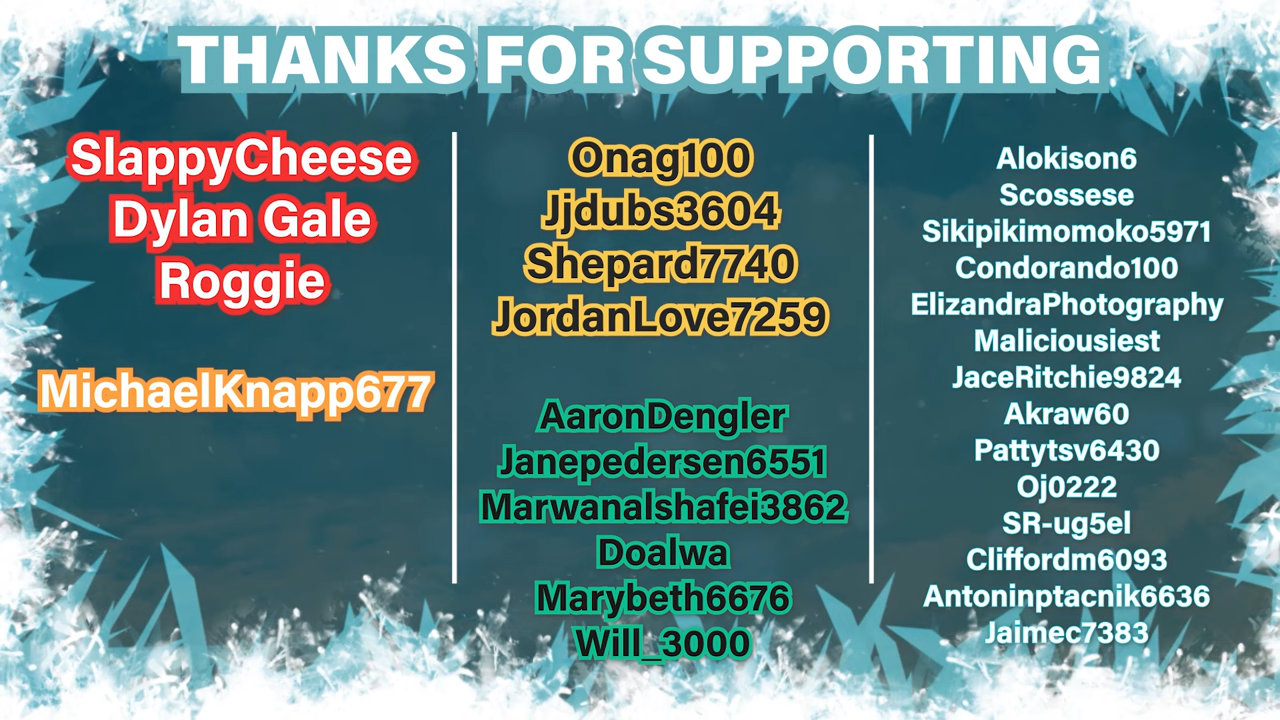 THANKS FOR SUPPORTING
SlappyCheese
Dylan Gale
Roggie
MichaelKnapp677
Onag100
Jjdubs3604
Shepard7740
JordanLove7259
AaronDengler
Janepedersen6551
Marwanalshafei3862
Doalwa
Marybeth6676
Will_3000
Alokison6
Scossese
Sikipikimomoko5971
Condorando100
ElizandraPhotography
Maliciousiest
JaceRitchie9824
Akraw60
Pattytsv6430
Oj0222
SR-ug5el
Cliffordm6093
Antoninptacnik6636
Jaimec7383